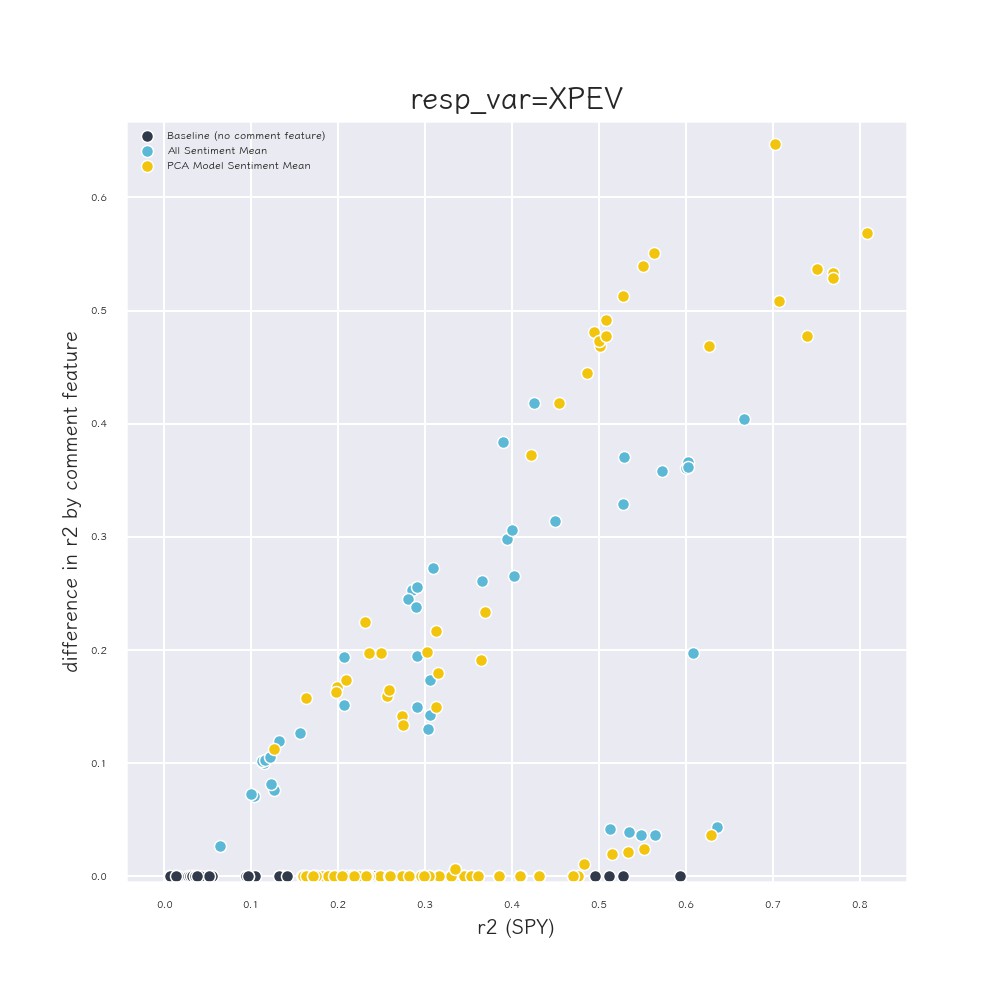 resp_var=XPEV
Baseline (no comment feature)
All Sentiment Mean
PCA Model Sentiment Mean
difference in r2 by comment feature
0.6
0.5
0.4
0.3
0.2
0.1
0.0
0.0 0.1 0.2 0.3 0.4 0.5 0.6 0.7 0.8
r2 (SPY)